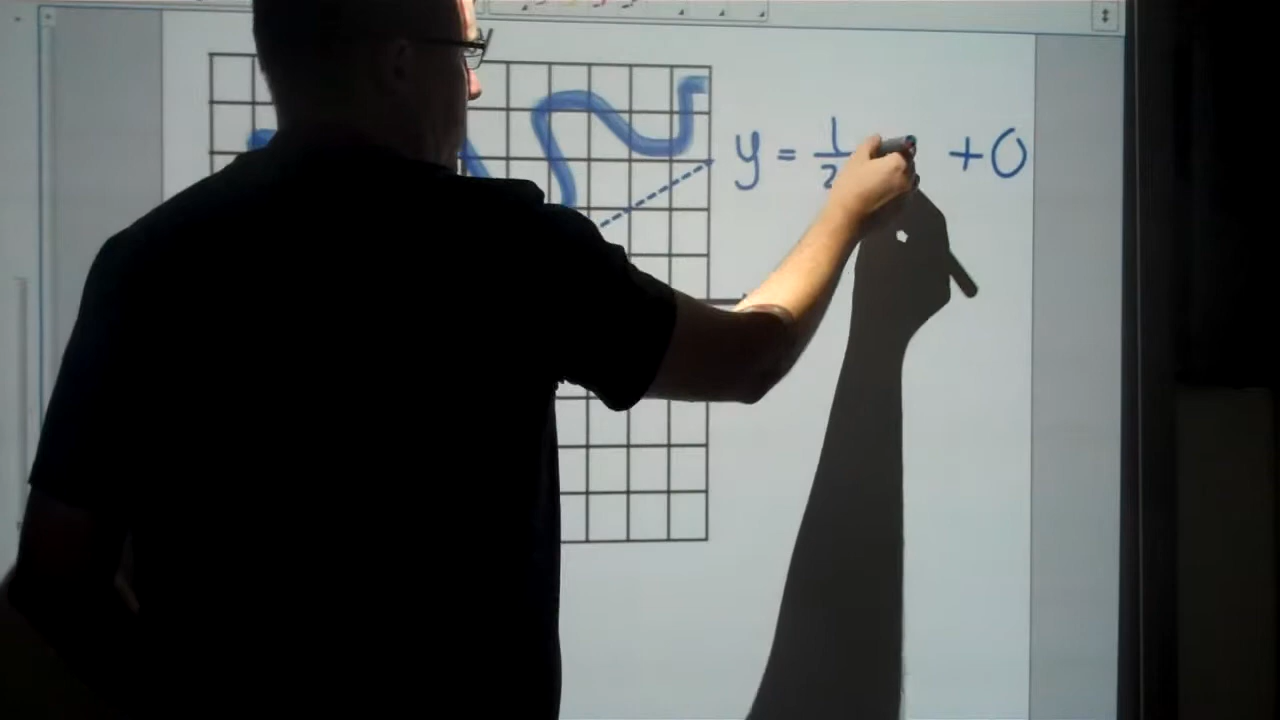 y
y = 1/2 +0